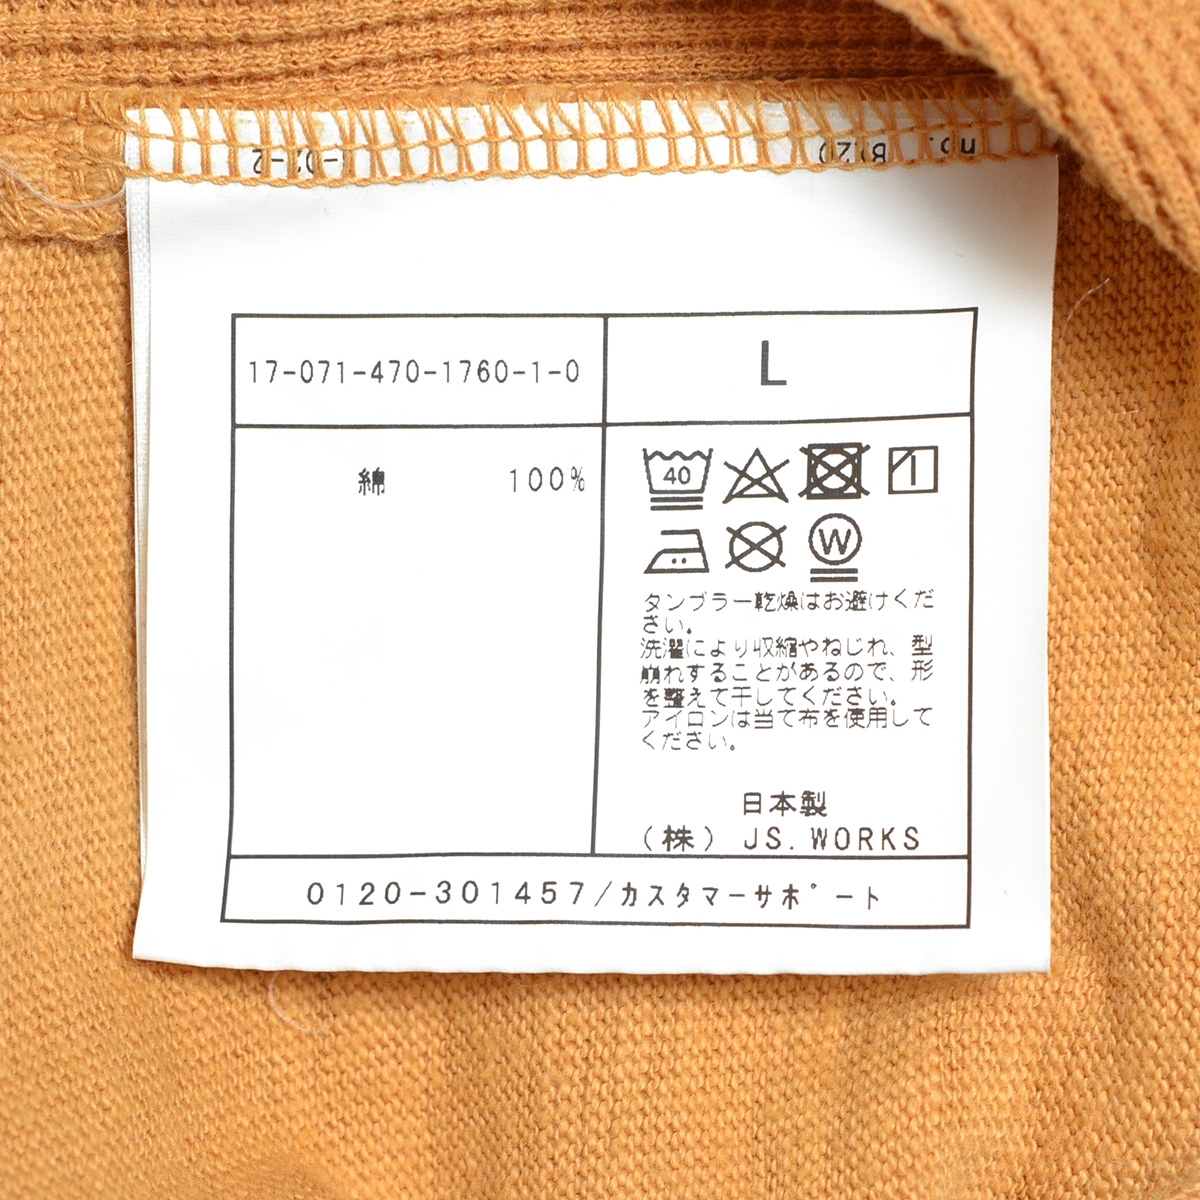 17-071-470-1760-1-0
L
綿 100%
40
W
タンブラー乾燥はお避けくだ
さい。
洗濯により収縮やねじれ、型
崩れすることがあるので、形
を整えて干してください。
アイロンは当て布を使用して
ください。
日本製
(株) JS.WORKS
0120-301457/カスタマーサポート